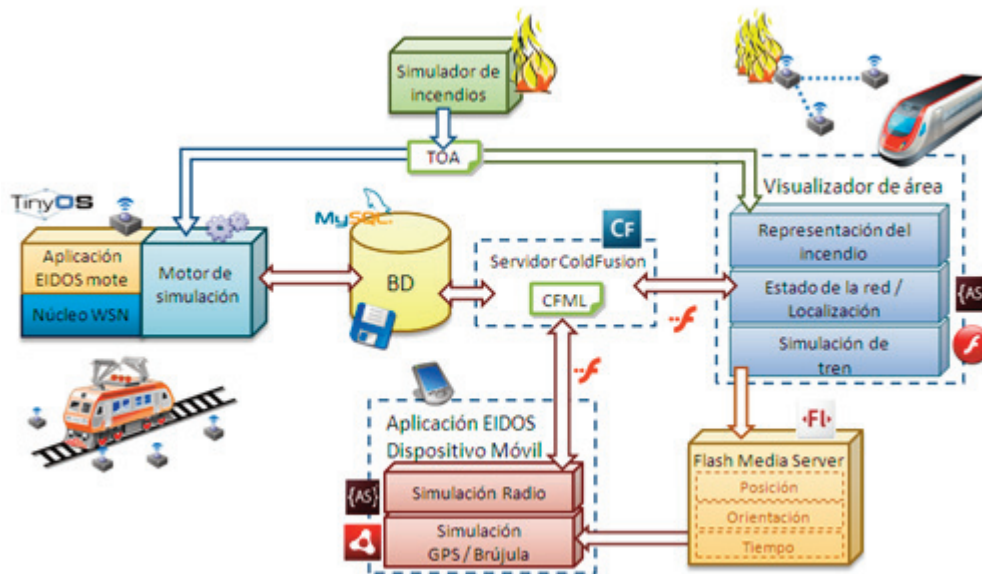 Simulador de
incendios
TOA
TinyOS
Aplicación
EIDOS mote
Núcleo WSN
Motor de
simulación
MySQL
BD
CF
Servidor ColdFusion
CFML
Visualizador de área
Representación del
incendio
Estado de la red /
Localización
Simulación de
tren
{AS}
Aplicación EIDOS
Dispositivo Móvil
{AS}
Simulación Radio
Simulación
GPS / Brújula
Fl
Flash Media Server
Posición
Orientación
Tiempo